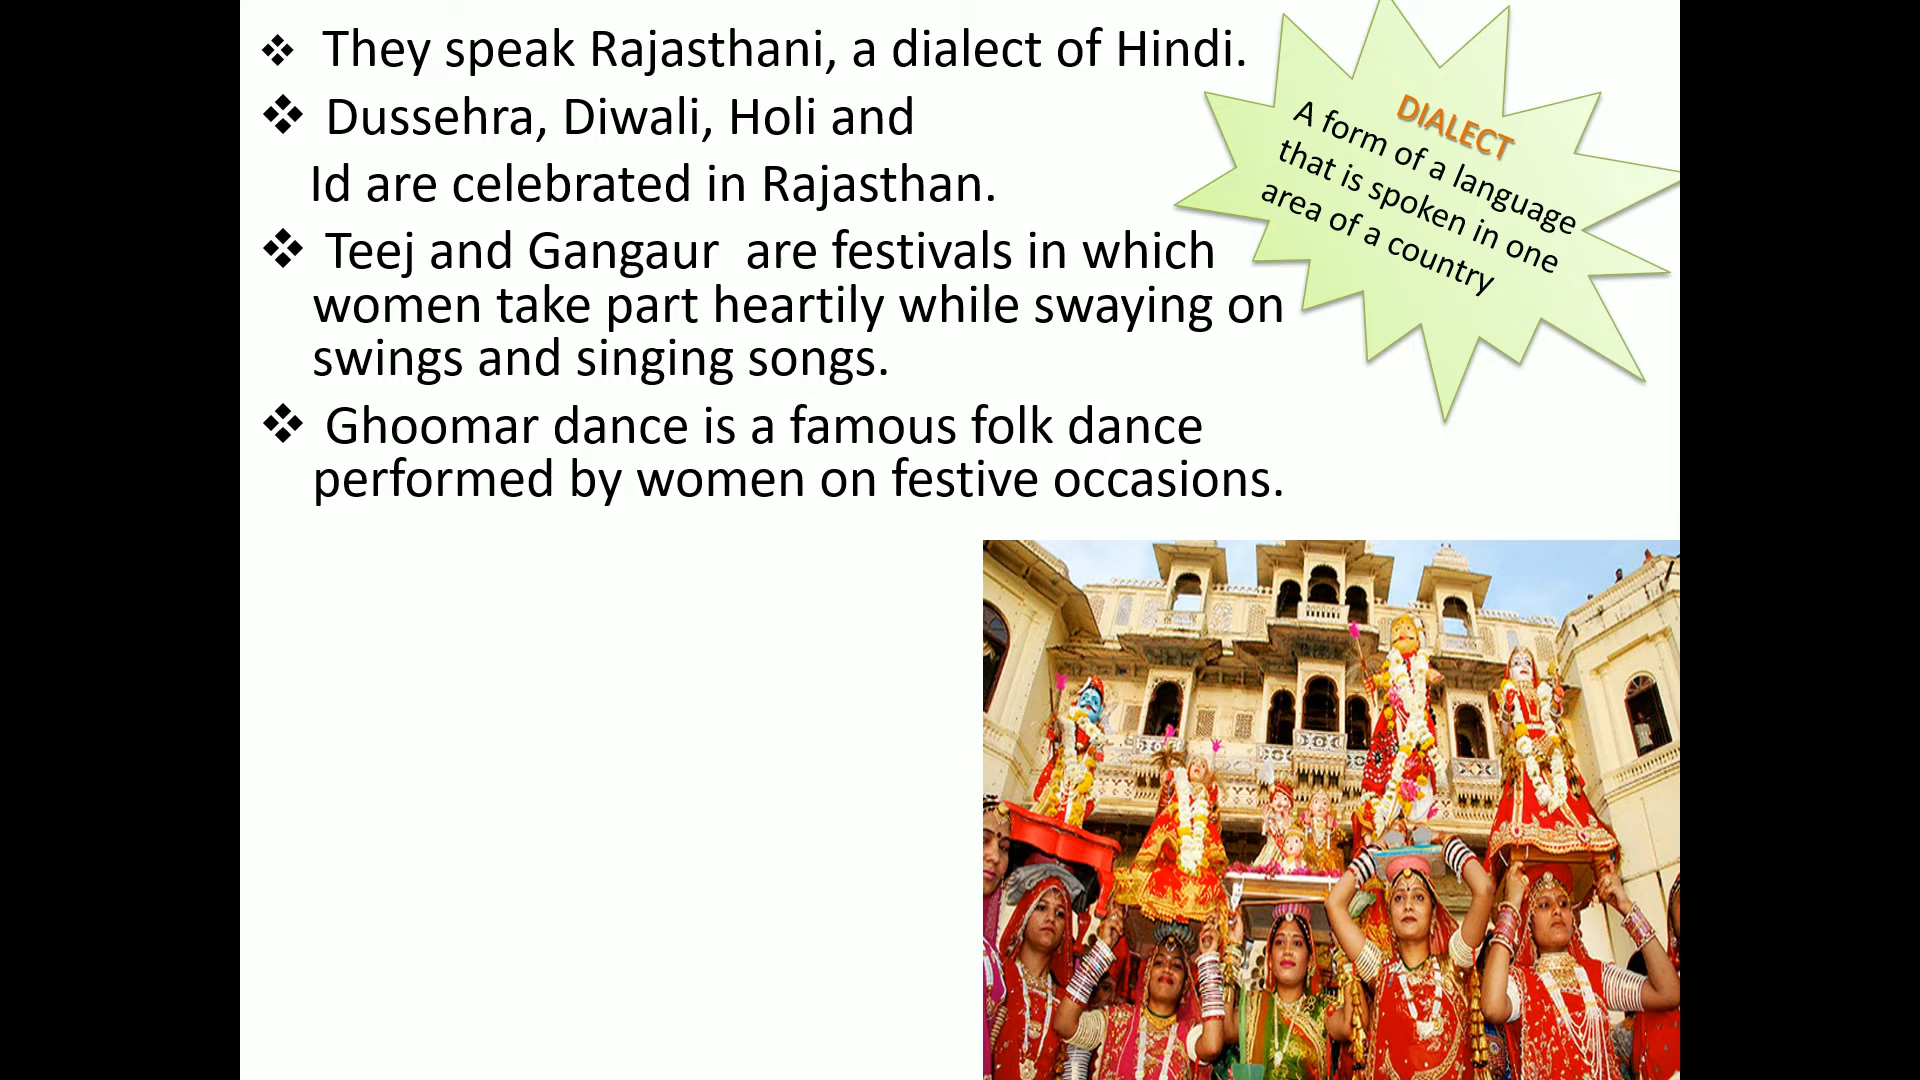 ❖ They speak Rajasthani, a dialect of Hindi.
❖ Dussehra, Diwali, Holi and
Id are celebrated in Rajasthan.
❖ Teej and Gangaur  are festivals in which
women take part heartily while swaying on
swings and singing songs.
❖ Ghoomar dance is a famous folk dance
performed by women on festive occasions.
DIALECT
A form of a language
that is spoken in one
area of a country